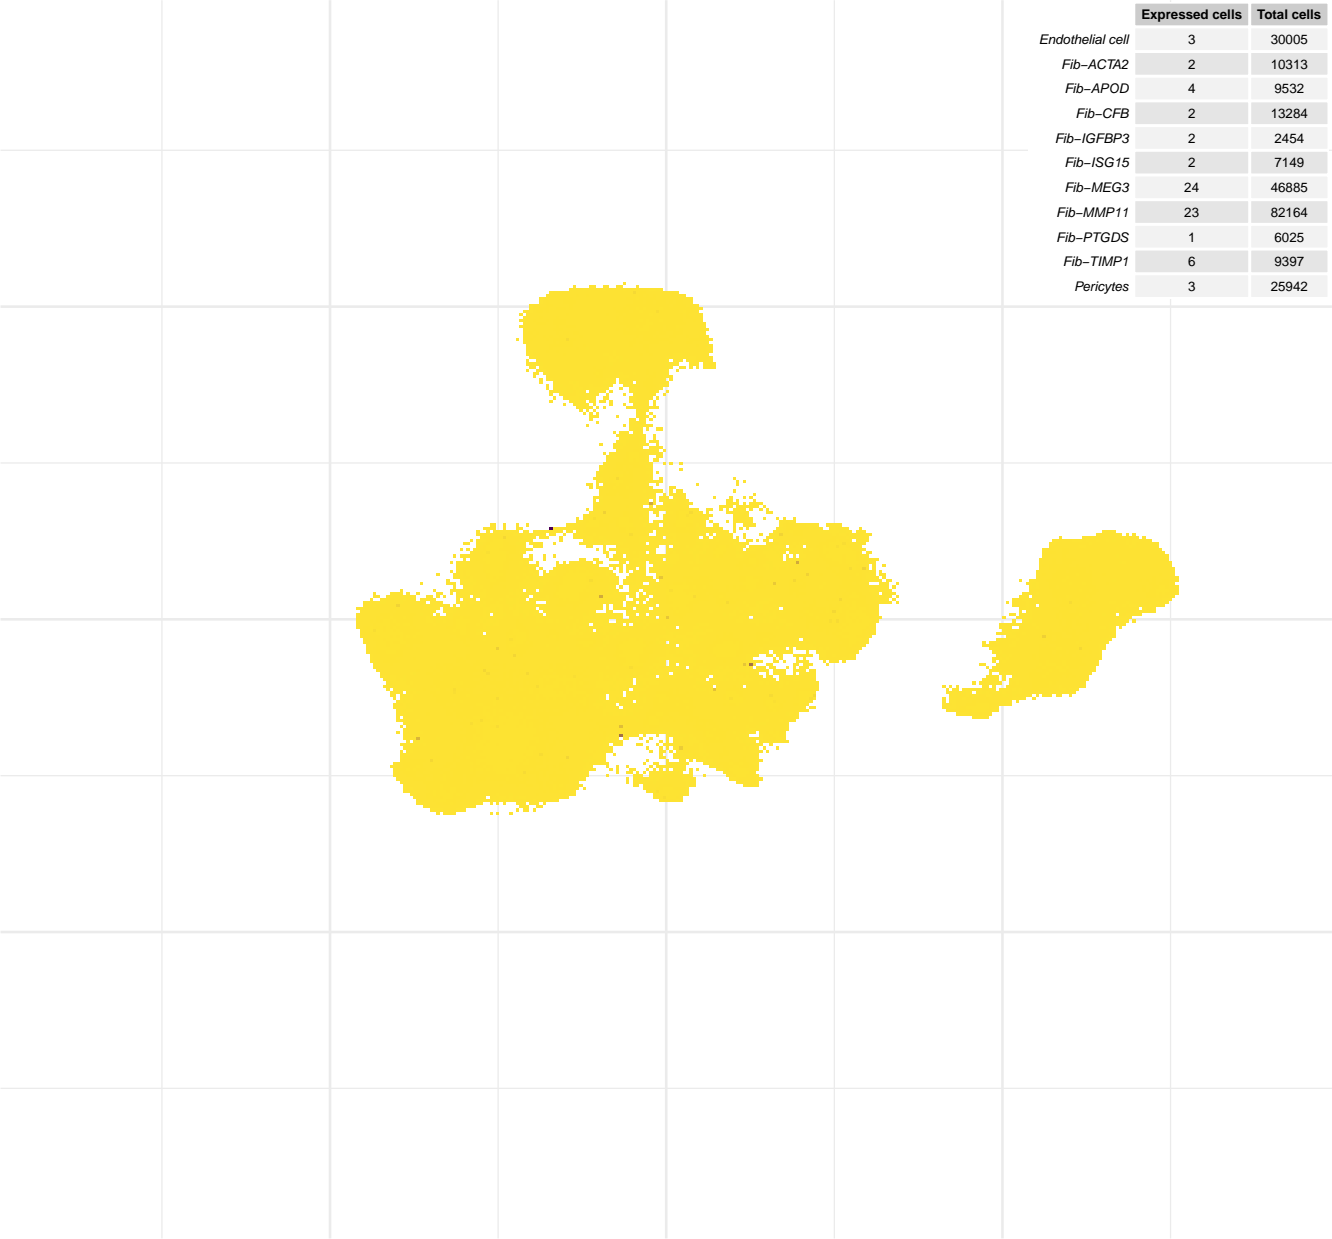 Expressed cells Total cells
Endothelial cell 3 30005
Fib−ACTA2 2 10313
Fib−APOD 4 9532
Fib−CFB 2 13284
Fib−IGFBP3 2 2454
Fib−ISG15 2 7149
Fib−MEG3 24 46885
Fib−MMP11 23 82164
Fib−PTGDS 1 6025
Fib−TIMP1 6 9397
Pericytes 3 25942